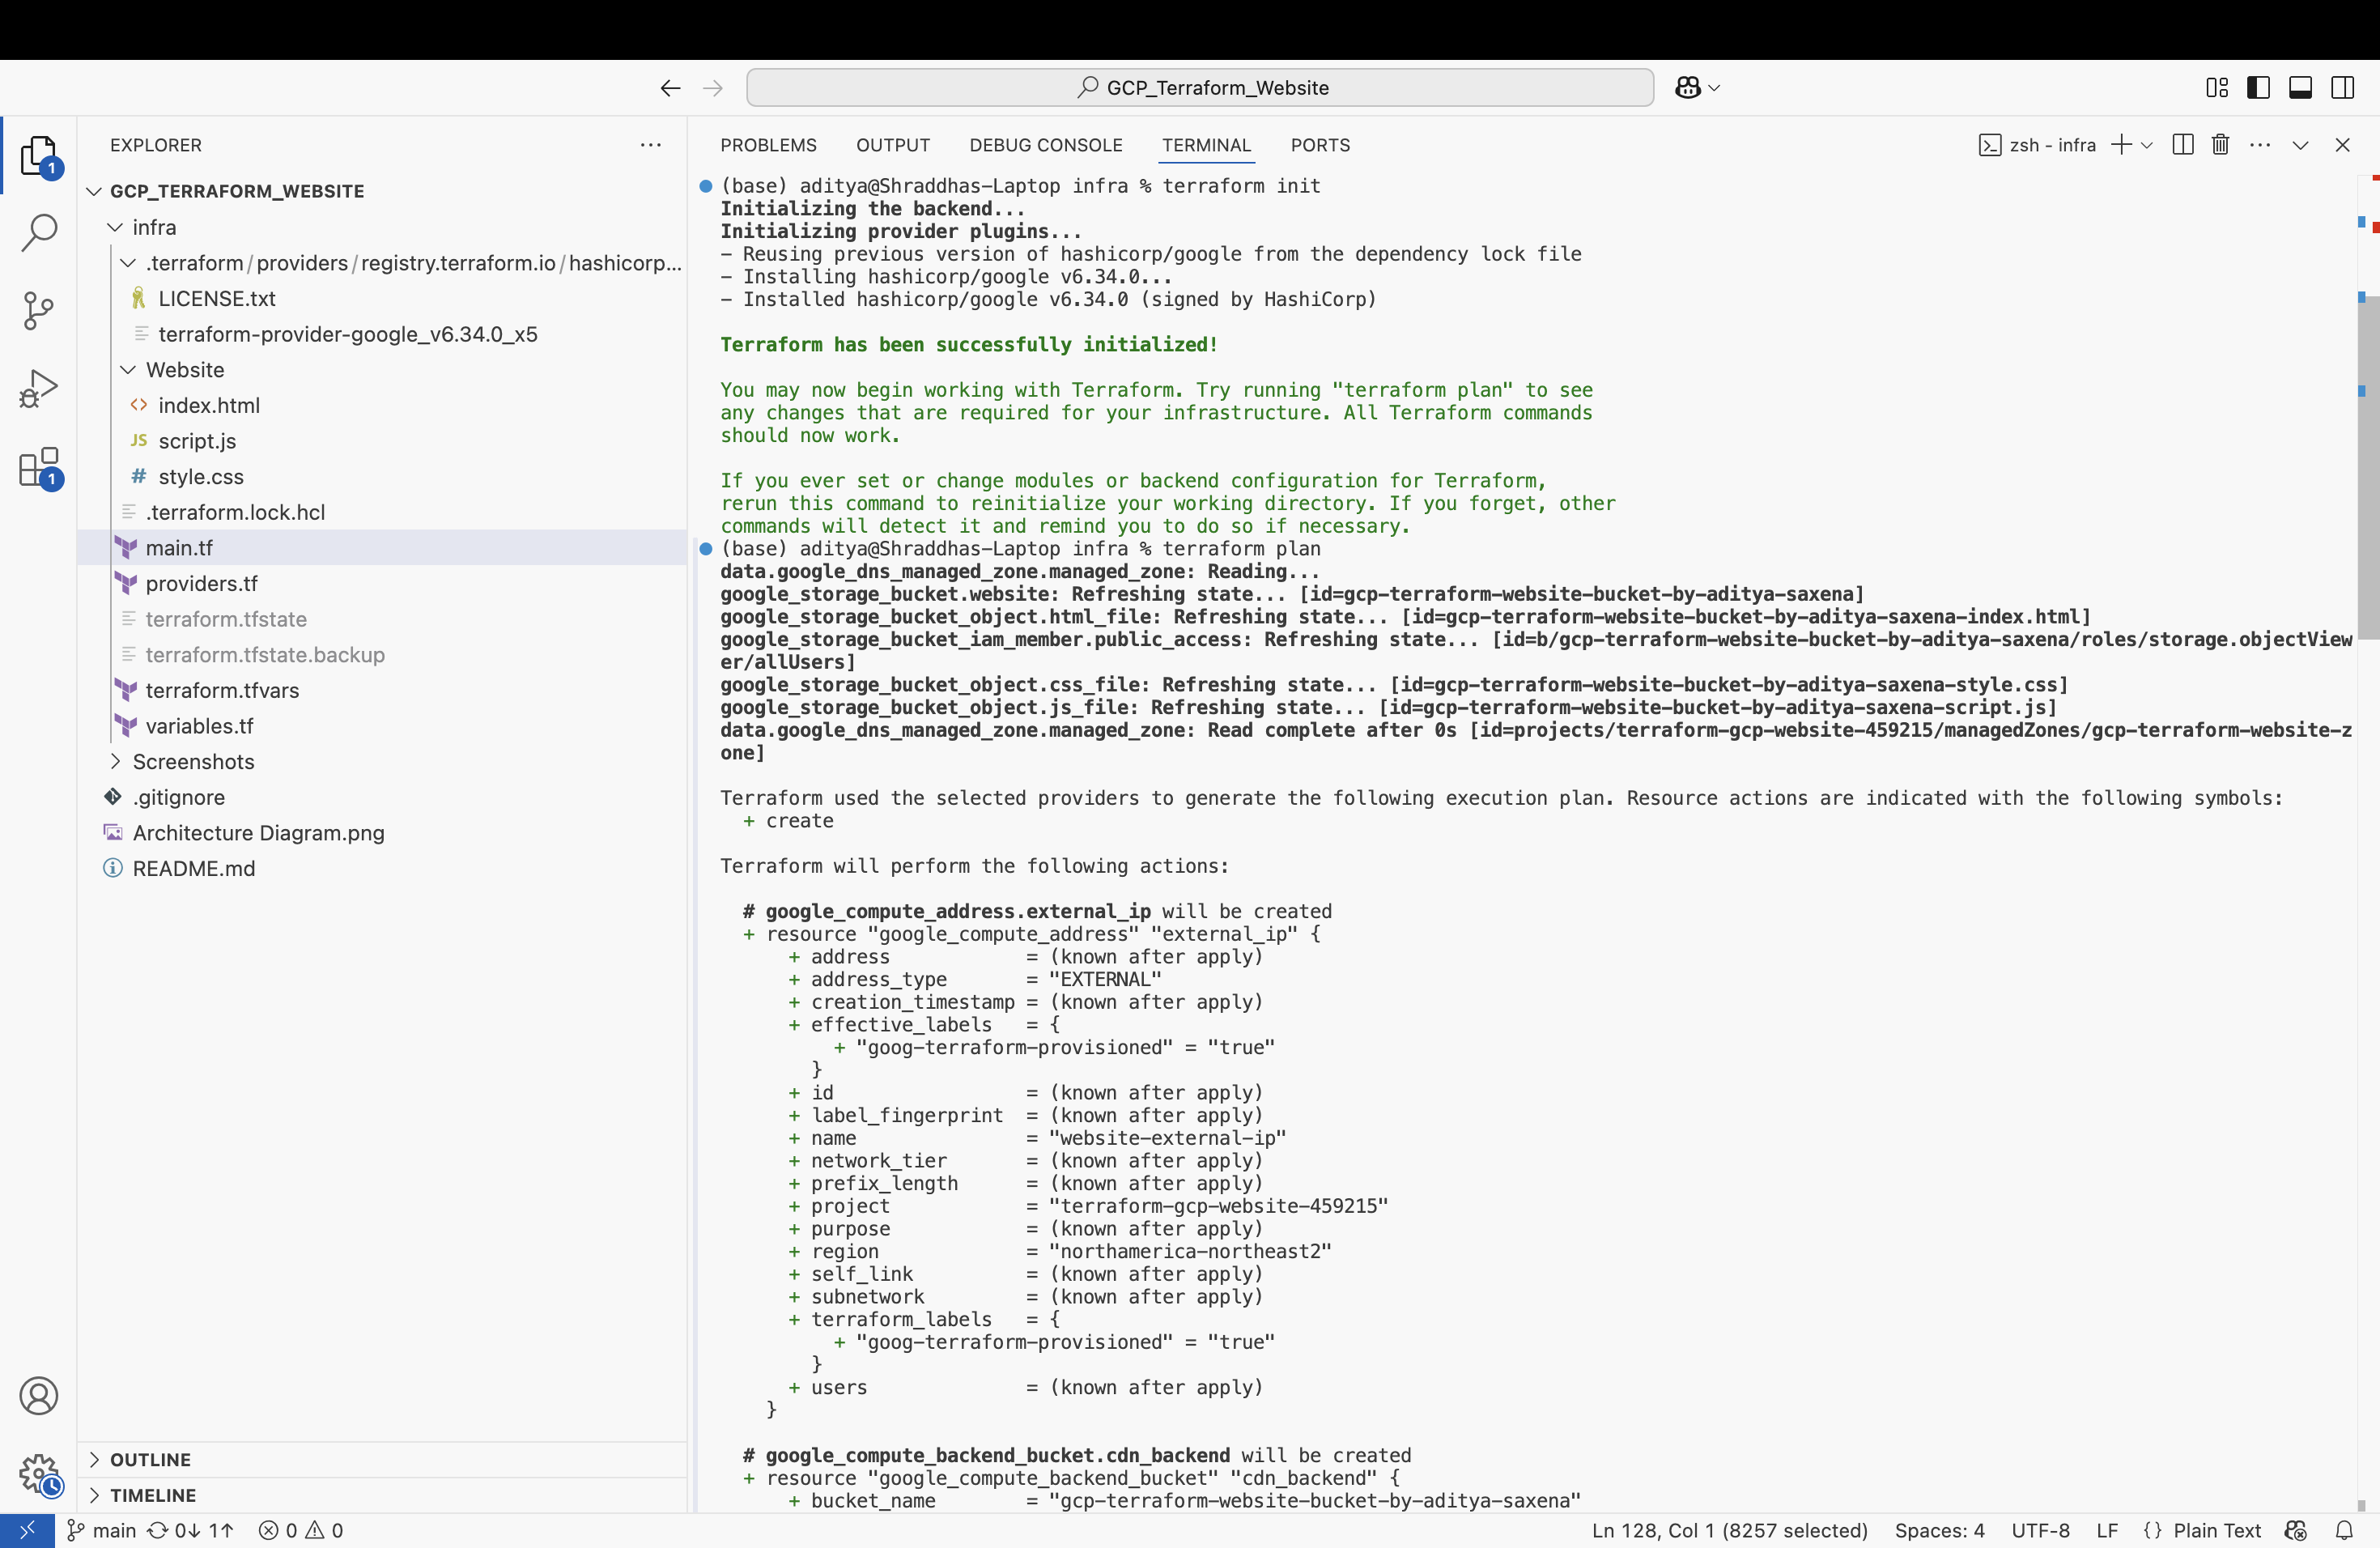 GCP_Terraform_Website
EXPLORER
GCP_TERRAFORM_WEBSITE
infra
.terraform/providers/registry.terraform.io/hashicorp...
LICENSE.txt
terraform-provider-google_v6.34.0_x5
Website
index.html
JS script.js
# style.css
.terraform.lock.hcl
main.tf
providers.tf
terraform.tfstate
terraform.tfstate.backup
terraform.tfvars
variables.tf
Screenshots
.gitignore
Architecture Diagram.png
README.md
OUTLINE
TIMELINE
1
1
PROBLEMS OUTPUT DEBUG CONSOLE TERMINAL PORTS
zsh - infra
(base) aditya@Shraddhas-Laptop infra % terraform init
Initializing the backend...
Initializing provider plugins...
- Reusing previous version of hashicorp/google from the dependency lock file
- Installing hashicorp/google v6.34.0...
- Installed hashicorp/google v6.34.0 (signed by HashiCorp)
Terraform has been successfully initialized!
You may now begin working with Terraform. Try running "terraform plan" to see
any changes that are required for your infrastructure. All Terraform commands
should now work.
If you ever set or change modules or backend configuration for Terraform,
rerun this command to reinitialize your working directory. If you forget, other
commands will detect it and remind you to do so if necessary.
(base) aditya@Shraddhas-Laptop infra % terraform plan
data.google_dns_managed_zone.managed_zone: Reading...
google_storage_bucket.website: Refreshing state... [id=gcp-terraform-website-bucket-by-aditya-saxena]
google_storage_bucket_object.html_file: Refreshing state... [id=gcp-terraform-website-bucket-by-aditya-saxena-index.html]
google_storage_bucket_iam_member.public_access: Refreshing state... [id=b/gcp-terraform-website-bucket-by-aditya-saxena/roles/storage.objectView
er/allUsers]
google_storage_bucket_object.css_file: Refreshing state... [id=gcp-terraform-website-bucket-by-aditya-saxena-style.css]
google_storage_bucket_object.js_file: Refreshing state... [id=gcp-terraform-website-bucket-by-aditya-saxena-script.js]
data.google_dns_managed_zone.managed_zone: Read complete after 0s [id=projects/terraform-gcp-website-459215/managedZones/gcp-terraform-website-z
one]
Terraform used the selected providers to generate the following execution plan. Resource actions are indicated with the following symbols:
+ create
Terraform will perform the following actions:
# google_compute_address.external_ip will be created
+ resource "google_compute_address" "external_ip" {
+ address = (known after apply)
+ address_type = "EXTERNAL"
+ creation_timestamp = (known after apply)
+ effective_labels = {
+ "goog-terraform-provisioned" = "true"
}
+ id = (known after apply)
+ label_fingerprint = (known after apply)
+ name = "website-external-ip"
+ network_tier = (known after apply)
+ prefix_length = (known after apply)
+ project = "terraform-gcp-website-459215"
+ purpose = (known after apply)
+ region = "northamerica-northeast2"
+ self_link = (known after apply)
+ subnetwork = (known after apply)
+ terraform_labels = {
+ "goog-terraform-provisioned" = "true"
}
+ users = (known after apply)
}
# google_compute_backend_bucket.cdn_backend will be created
+ resource "google_compute_backend_bucket" "cdn_backend" {
+ bucket_name = "gcp-terraform-website-bucket-by-aditya-saxena"
main 0↓ 1↑ 0 0 Ln 128, Col 1 (8257 selected) Spaces: 4 UTF-8 LF {} Plain Text